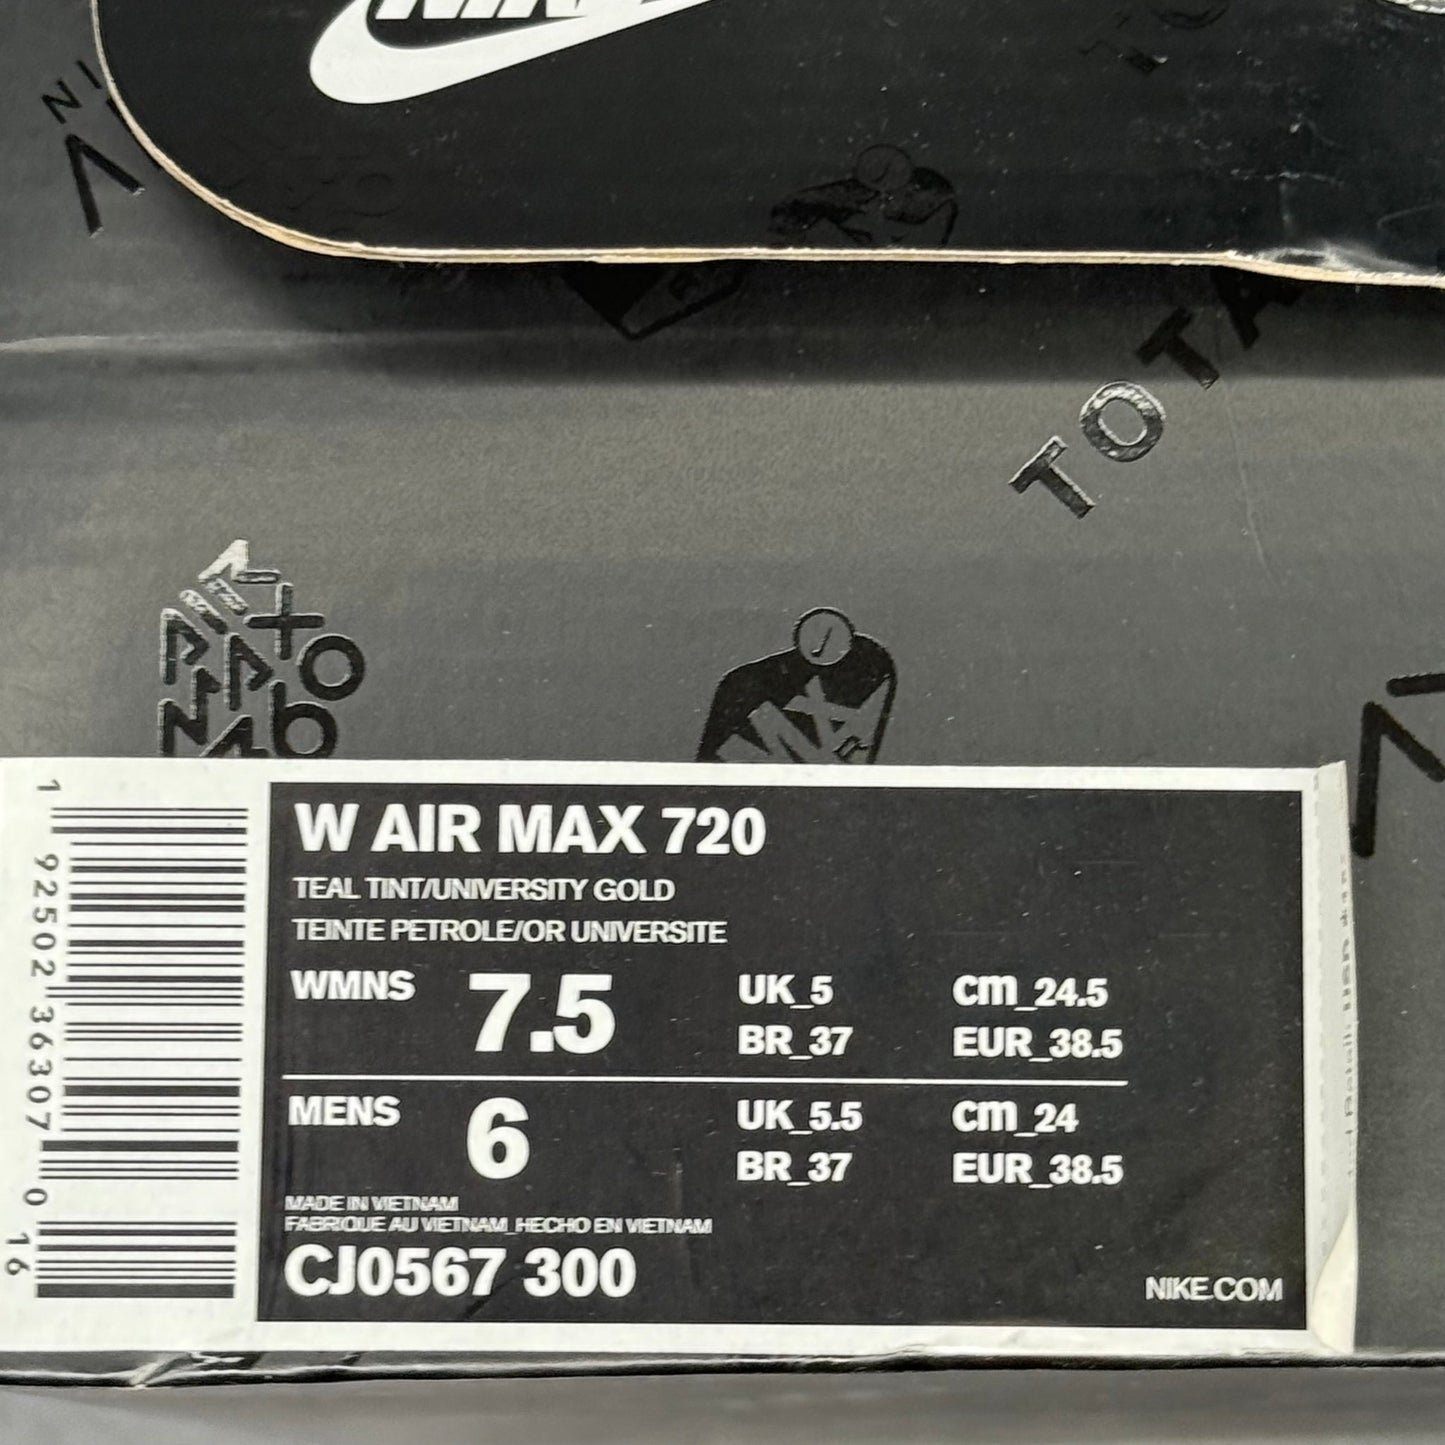 NIKE
TOTA
W AIR MAX 720
TEAL TINT/UNIVERSITY GOLD
TEINTE PETROLE/OR UNIVERSITE
WMNS 7.5 UK_5 cm_24.5
BR_37 EUR_38.5
MENS 6 UK_5.5 cm_24
BR_37 EUR_38.5
MADE IN VIETNAM
FABRIQUE AU VIETNAM_HECHO EN VIETNAM
CJ0567 300
NIKE.COM
1 92502 36307 0 16